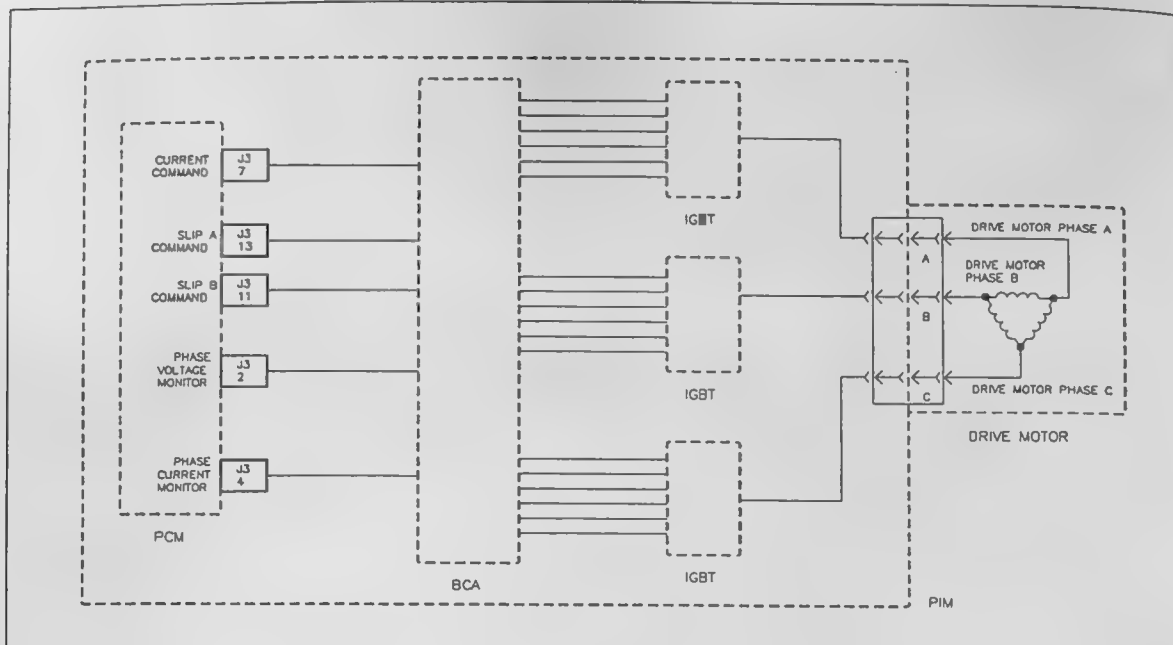 CURRENT
COMMAND
J3
7
SLIP A
COMMAND
J3
13
SLIP B
COMMAND
J3
11
PHASE
VOLTAGE
MONITOR
J3
2
PHASE
CURRENT
MONITOR
J3
4
PCM
BCA
IGBT
IGBT
IGBT
A
B
C
DRIVE MOTOR PHASE A
DRIVE MOTOR
PHASE B
DRIVE MOTOR PHASE C
DRIVE MOTOR
PIM